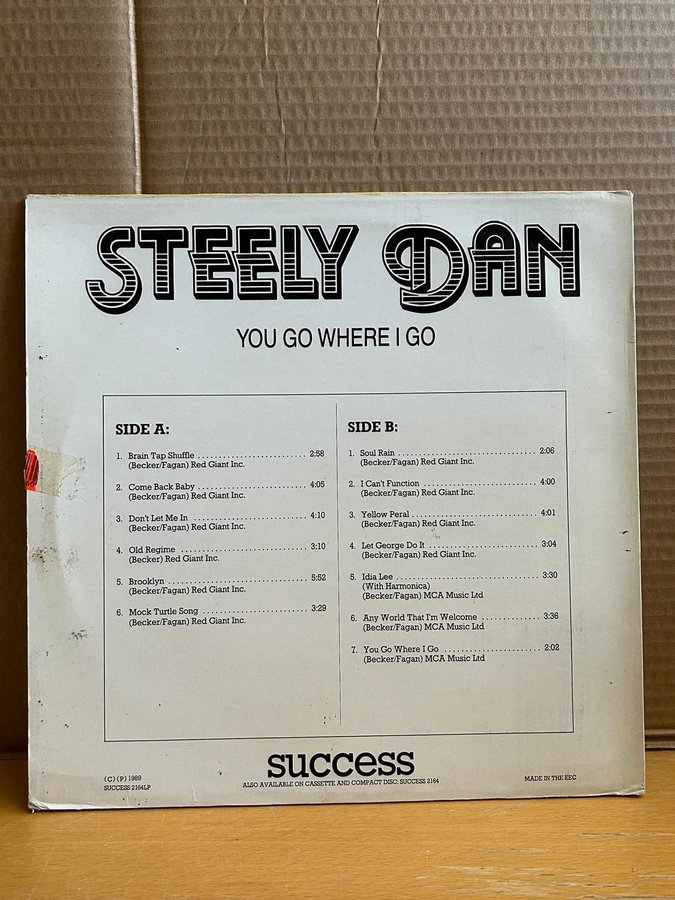 STEELY DAN
YOU GO WHERE I GO
SIDE A:
1. Brain Tap Shuffle ........................ 2:58
(Becker/Fagan) Red Giant Inc.
2. Come Back Baby ........................ 4:05
(Becker/Fagan) Red Giant Inc.
3. Don't Let Me In ........................ 4:10
(Becker/Fagan) Red Giant Inc.
4. Old Regime ........................ 3:10
(Becker) Red Giant Inc.
5. Brooklyn ........................ 5:52
(Becker/Fagan) Red Giant Inc.
6. Mock Turtle Song ........................ 3:29
(Becker/Fagan) Red Giant Inc.
SIDE B:
1. Soul Rain ........................ 2:06
(Becker/Fagan) Red Giant Inc.
2. I Can't Function ........................ 4:00
(Becker/Fagan) Red Giant Inc.
3. Yellow Peral ........................ 4:01
(Becker/Fagan) Red Giant Inc.
4. Let George Do It ........................ 3:04
(Becker/Fagan) Red Giant Inc.
5. Idia Lee ........................ 3:30
(With Harmonica)
(Becker/Fagan) MCA Music Ltd
6. Any World That I'm Welcome ............ 3:36
(Becker/Fagan) MCA Music Ltd
7. You Go Where I Go ........................ 2:02
(Becker/Fagan) MCA Music Ltd
success
(C) (P) 1989
SUCCESS 2164LP
ALSO AVAILABLE ON CASSETTE AND COMPACT DISC: SUCCESS 2164
MADE IN THE EEC